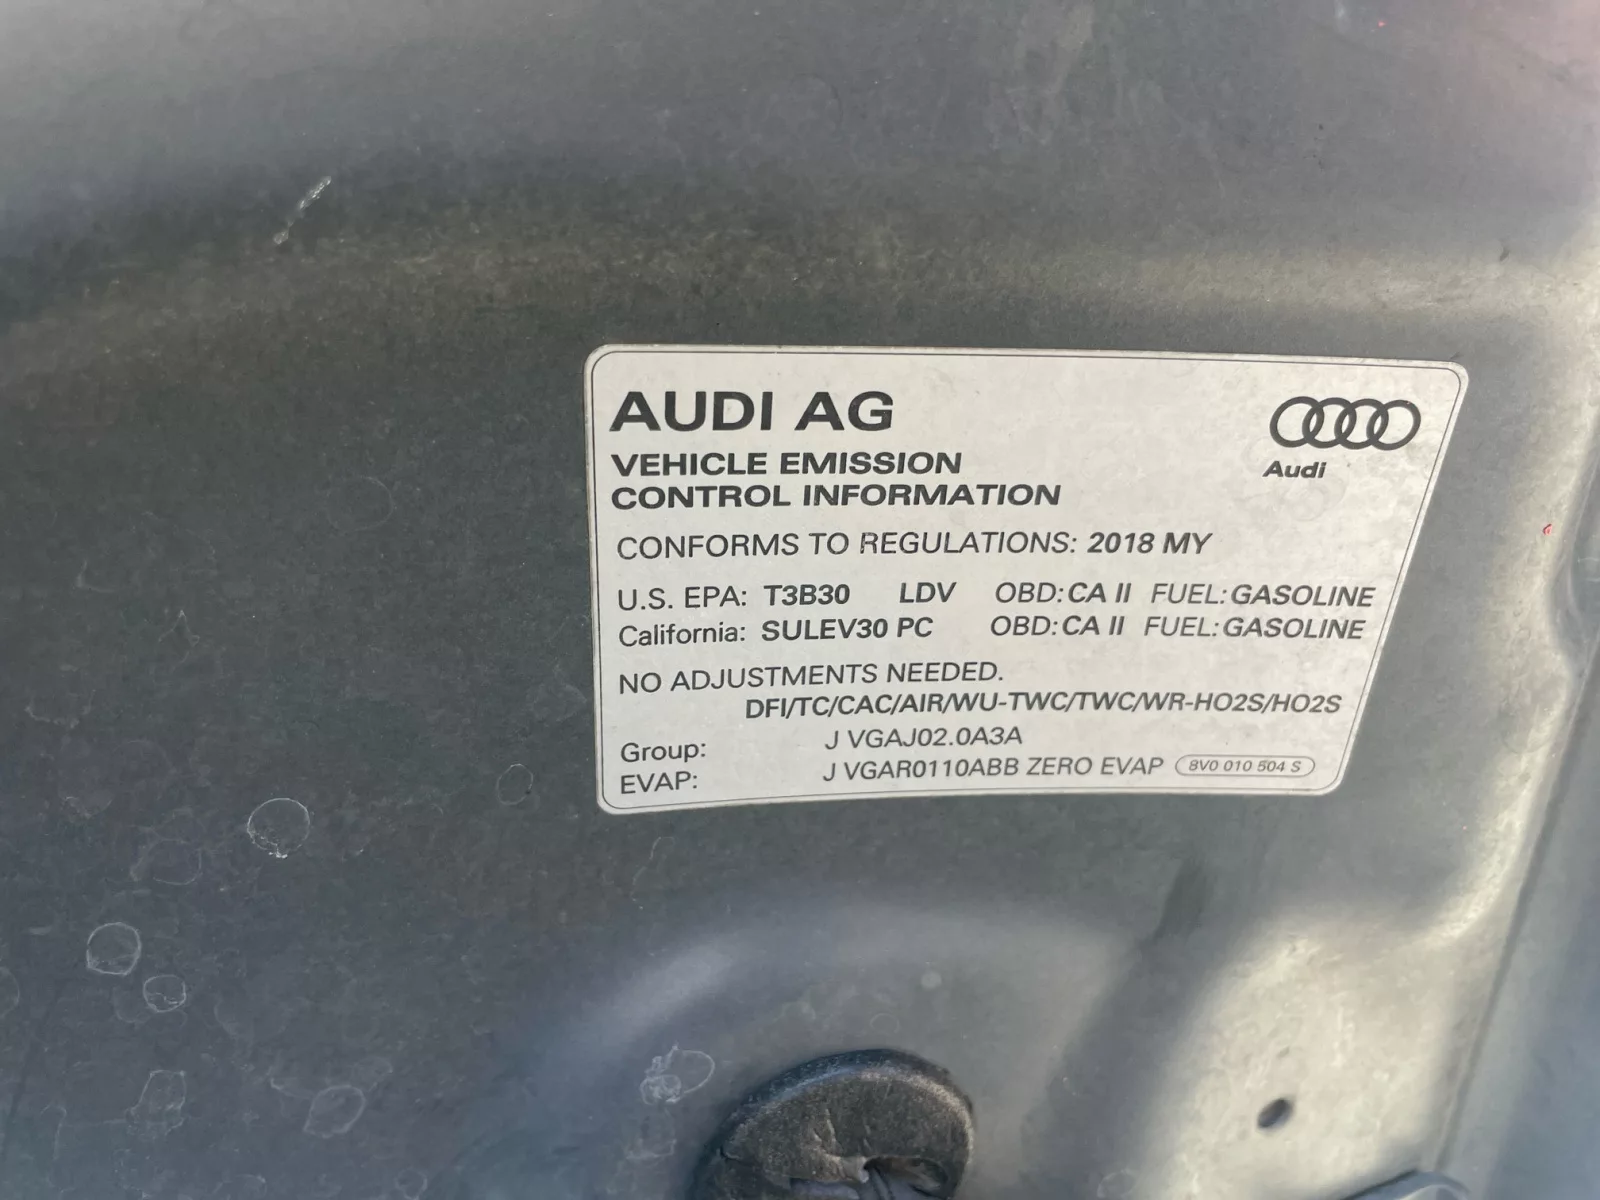 AUDI AG
Audi
VEHICLE EMISSION
CONTROL INFORMATION
CONFORMS TO REGULATIONS: 2018 MY
U.S. EPA: T3B30 LDV OBD: CA II FUEL: GASOLINE
California: SULEV30 PC OBD: CA II FUEL: GASOLINE
NO ADJUSTMENTS NEEDED.
DFI/TC/CAC/AIR/WU-TWC/TWC/WR-HO2S/HO2S
Group: J VGAJ02.0A3A
EVAP: J VGAR0110ABB ZERO EVAP 8V0 010 504 S